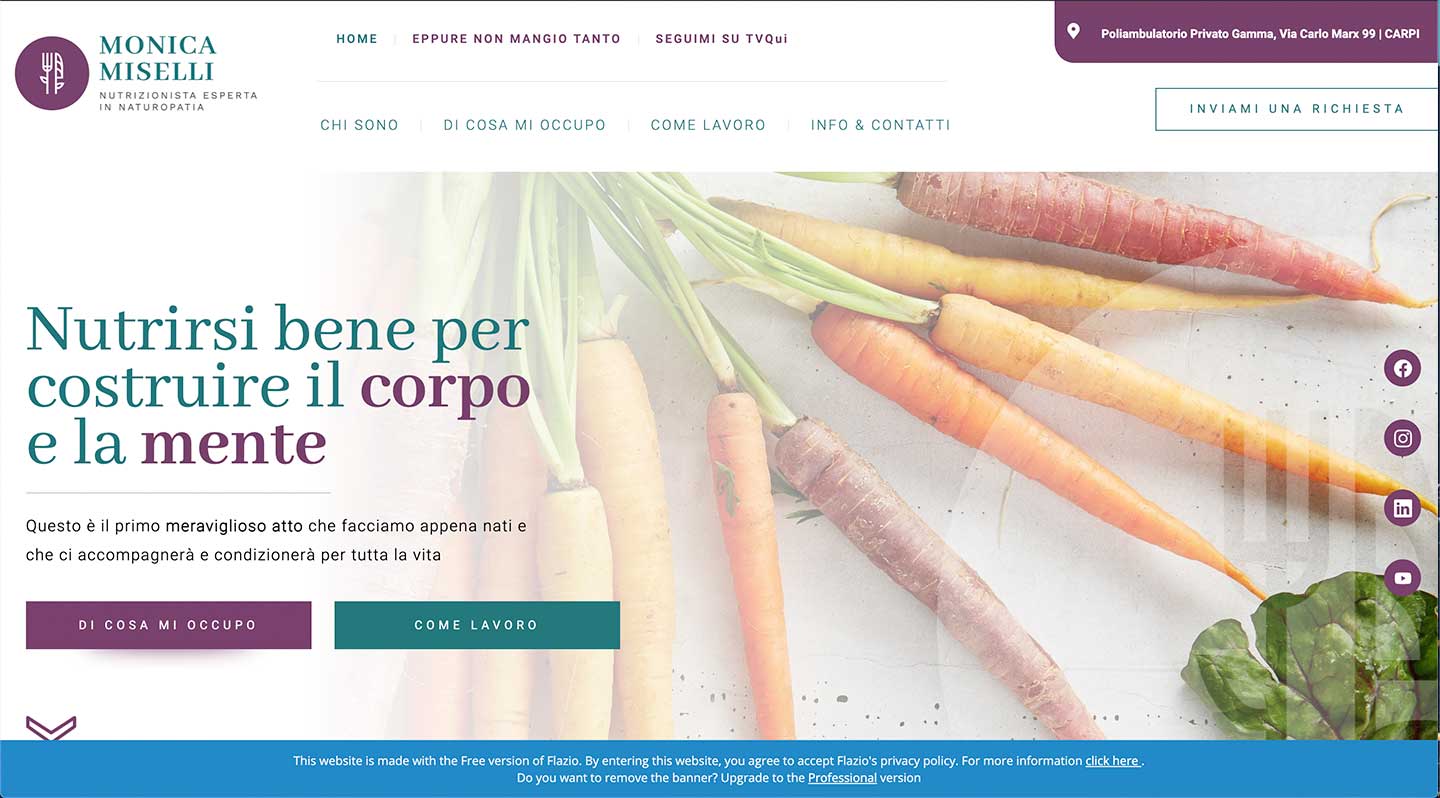 MONICA
MISELLI
NUTRIZIONISTA ESPERTA
IN NATUROPATIA
HOME
EPPURE NON MANGIO TANTO
SEGUIMI SU TVQui
Poliambulatorio Privato Gamma, Via Carlo Marx 99 | CARPI
INVIAMI UNA RICHIESTA
CHI SONO
DI COSA MI OCCUPO
COME LAVORO
INFO & CONTATTI
Nutrirsi bene per
costruire il corpo
e la mente
Questo è il primo meraviglioso atto che facciamo appena nati e
che ci accompagnerà e condizionerà per tutta la vita
DI COSA MI OCCUPO
COME LAVORO
This website is made with the Free version of Flazio. By entering this website, you agree to accept Flazio's privacy policy. For more information click here .
Do you want to remove the banner? Upgrade to the Professional version